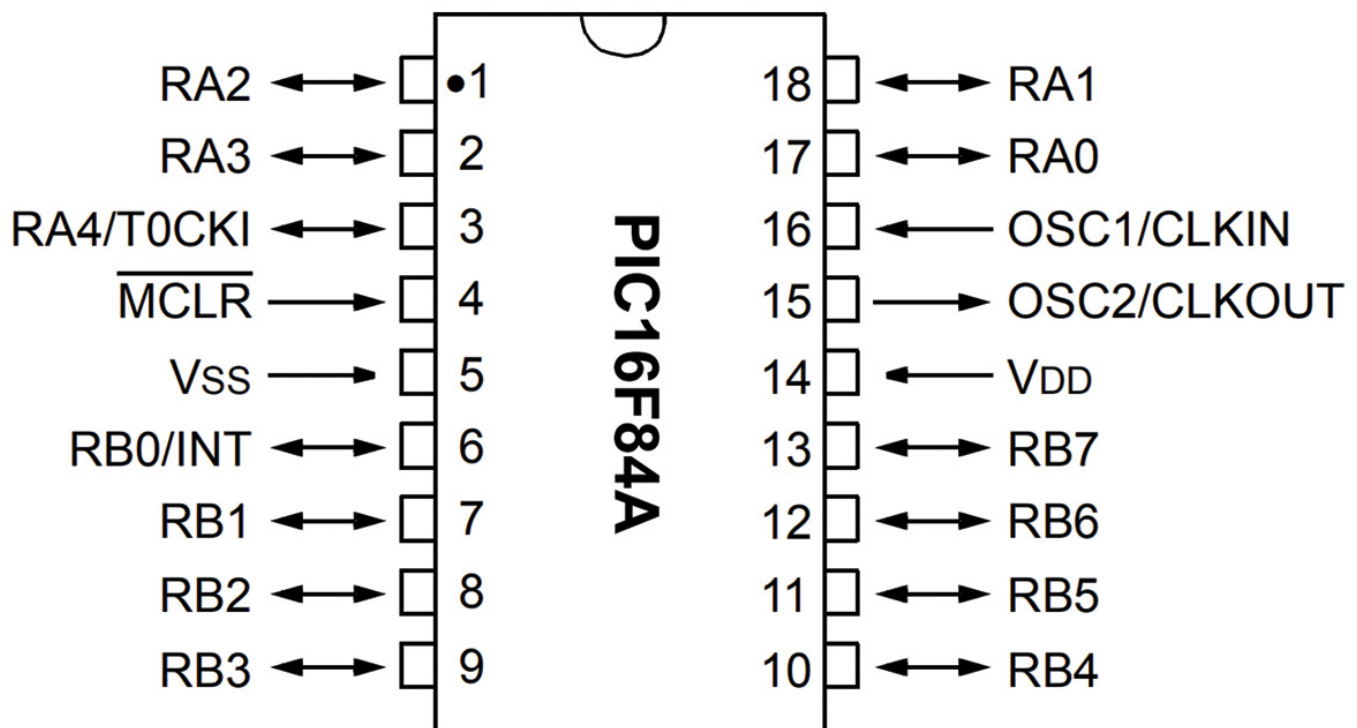 RA2 1 18 RA1
RA3 2 17 RA0
RA4/T0CKI 3 16 OSC1/CLKIN
MCLR 4 15 OSC2/CLKOUT
VSS 5 14 VDD
RB0/INT 6 13 RB7
RB1 7 12 RB6
RB2 8 11 RB5
RB3 9 10 RB4
PIC16F84A